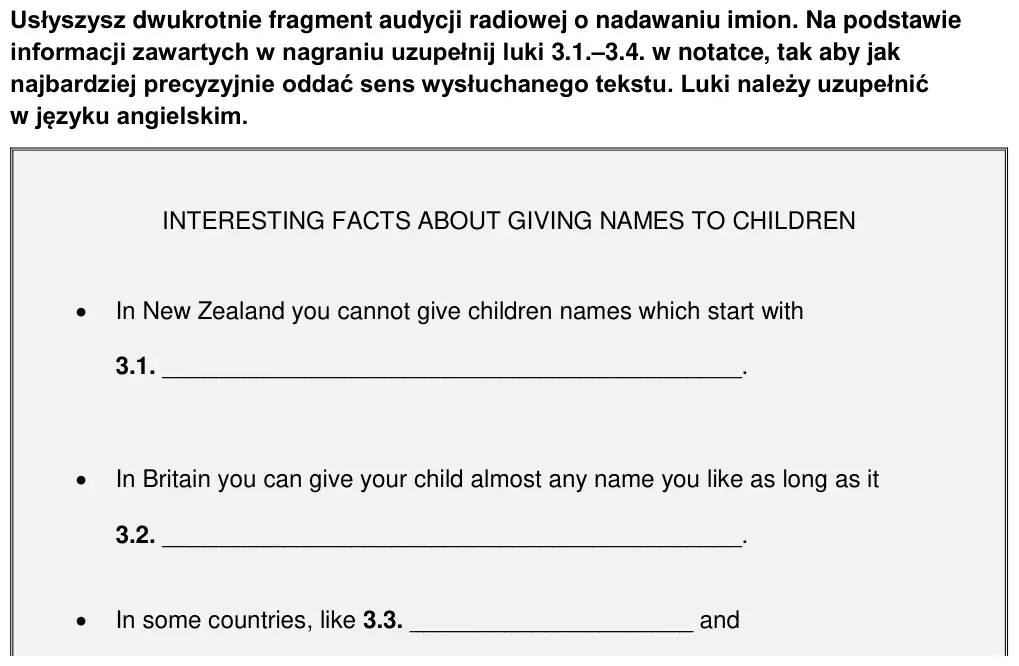 Usłyszysz dwukrotnie fragment audycji radiowej o nadawaniu imion. Na podstawie
informacji zawartych w nagraniu uzupełnij luki 3.1.–3.4. w notatce, tak aby jak
najbardziej precyzyjnie oddać sens wysłuchanego tekstu. Luki należy uzupełnić
w języku angielskim.
INTERESTING FACTS ABOUT GIVING NAMES TO CHILDREN
• In New Zealand you cannot give children names which start with
3.1. ___________________________________________.
• In Britain you can give your child almost any name you like as long as it
3.2. ___________________________________________.
• In some countries, like 3.3. _____________________ and